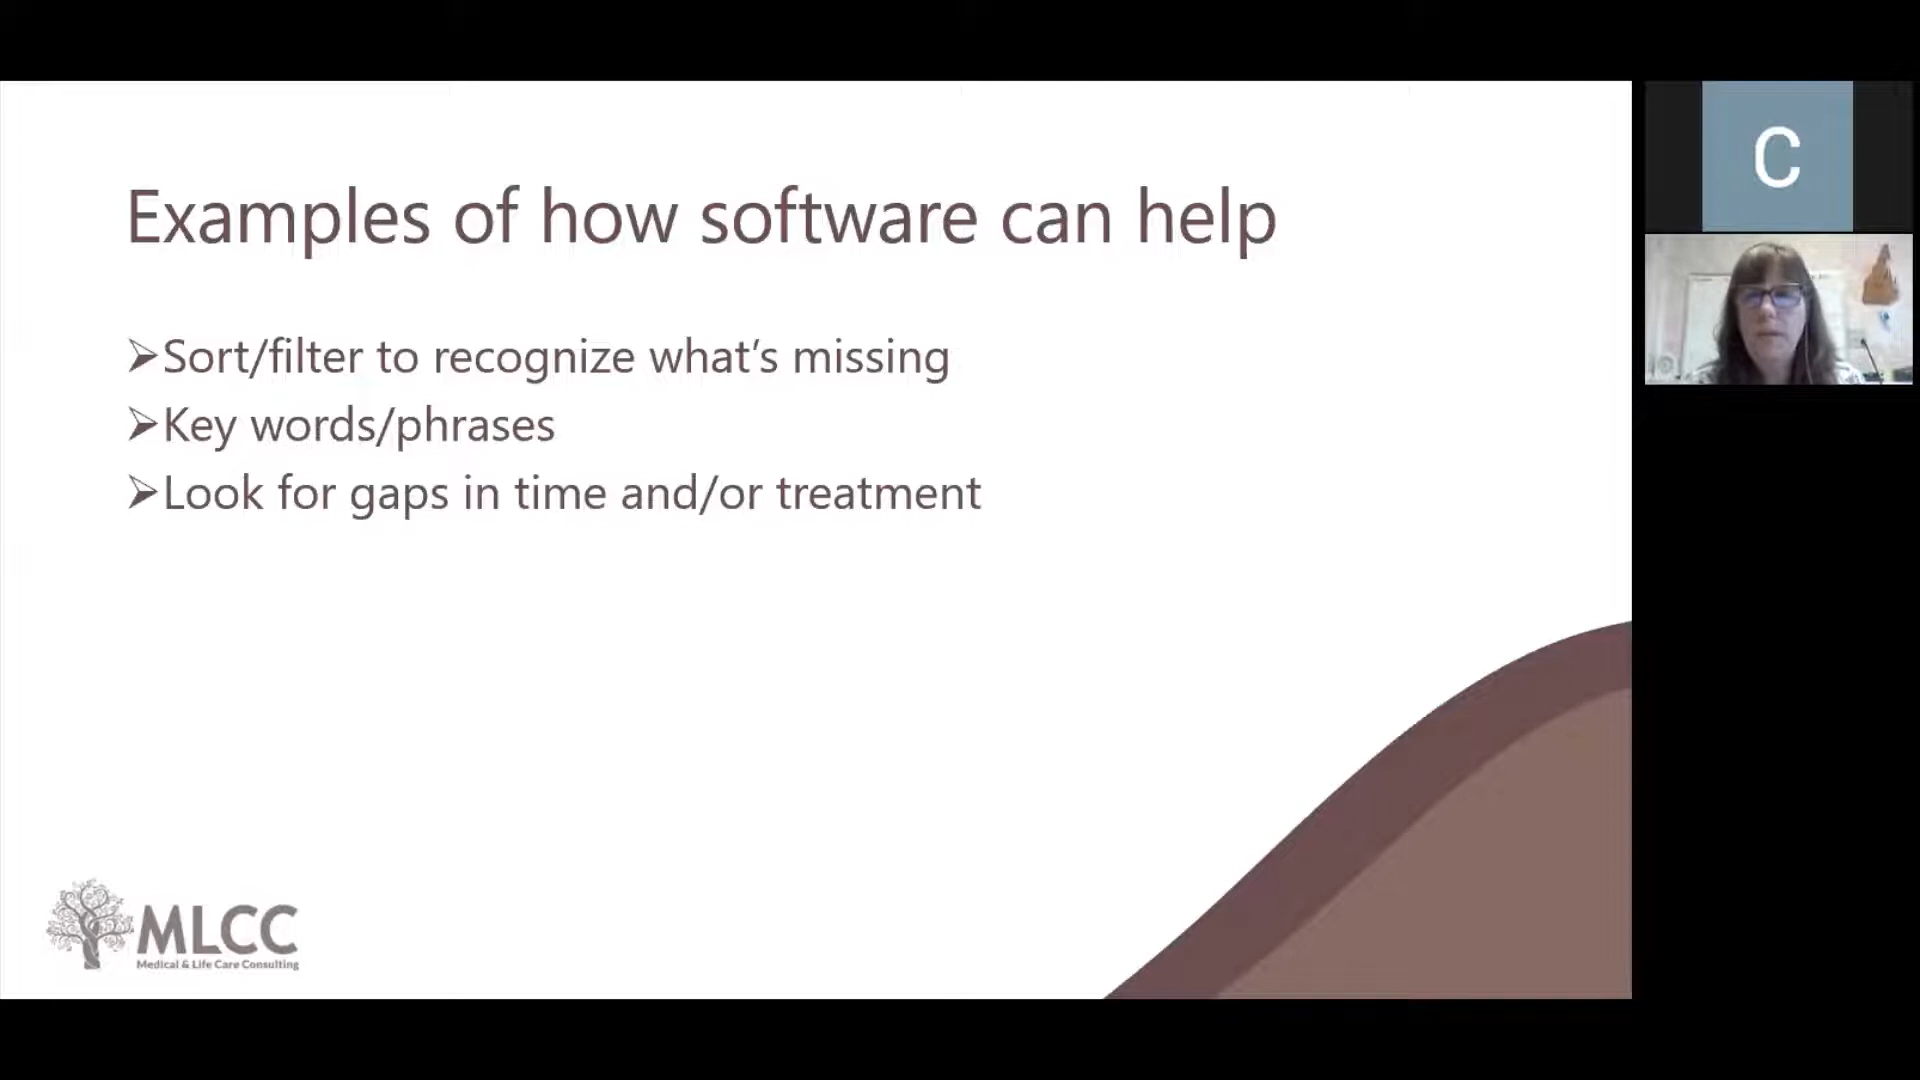 Examples of how software can help
➢Sort/filter to recognize what's missing
➢Key words/phrases
➢Look for gaps in time and/or treatment
MLCC
Medical & Life Care Consulting
C